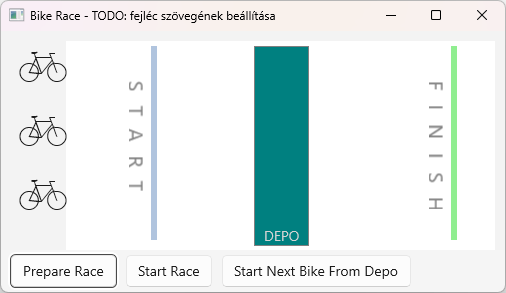 Bike Race - TODO: fejléc szövegének beállítása
START
DEPO
FINISH
Prepare Race
Start Race
Start Next Bike From Depo